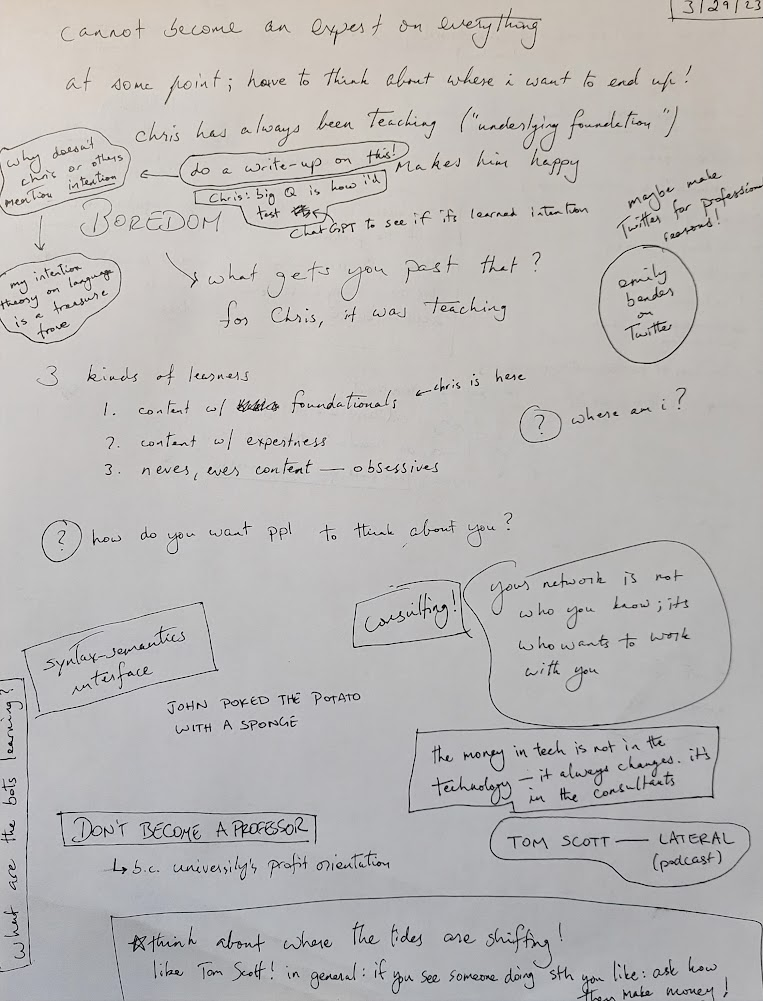 3/29/23
cannot become an expert on everything
at some point; have to think about where i want to end up!
chris has always been teaching ("underlying foundation")
makes him happy
why doesn't
chris or others
mention intention
do a write-up on this!
Chris: big Q is how i'd
test
ChatGPT to see if it's learned intention
maybe make
Twitter for professional
reasons!
BOREDOM
my intention
theory on language
is a treasure
trove
what gets you past that?
for Chris, it was teaching
emily
bender
on
Twitter
3 kinds of learners
1. content w/ foundationals ← chris is here
2. content w/ expertness
3. never, ever content — obsessives
? where am i?
? how do you want ppl to think about you?
consulting!
your network is not
who you know; its
who wants to work
with you
syntax-semantics
interface
JOHN POKED THE POTATO
WITH A SPONGE
the money in tech is not in the
technology — it always changes. it's
in the consultants
What are the bots learning?
DON'T BECOME A PROFESSOR
↳ b.c. university's profit orientation
TOM SCOTT — LATERAL
(podcast)
☆think about where the tides are shifting!
like Tom Scott! in general: if you see someone doing sth you like: ask how
they make money!